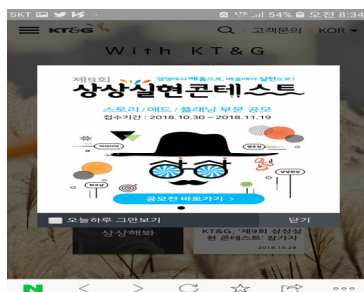 SKT
54% 오전 8:34
KT&G
고객문의 KOR
With KT&G
제9회
경쟁에서 배움으로, 배움에서 실천으로!
상상실현콘테스트
스토리 / 애드 / 플래닝 부문 공모
접수기간 : 2018.10.30 ~ 2018.11.19
공모전 바로가기 >
오늘하루 그만보기 닫기
상상해봐
KT&G, '제9회 상상실
현 콘테스트' 참가자
2018.10.29
N